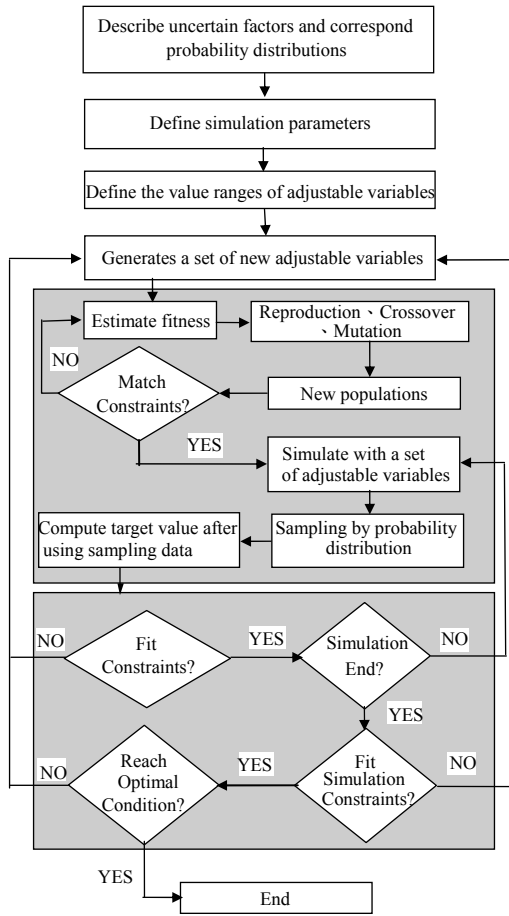 Describe uncertain factors and correspond
probability distributions
Define simulation parameters
Define the value ranges of adjustable variables
Generates a set of new adjustable variables
Estimate fitness
Reproduction、Crossover
、Mutation
NO
Match
Constraints?
New populations
YES
Simulate with a set
of adjustable variables
Compute target value after
using sampling data
Sampling by probability
distribution
NO
Fit
Constraints?
YES
Simulation
End?
NO
YES
NO
Reach
Optimal
Condition?
YES
Fit
Simulation
Constraints?
NO
YES
End